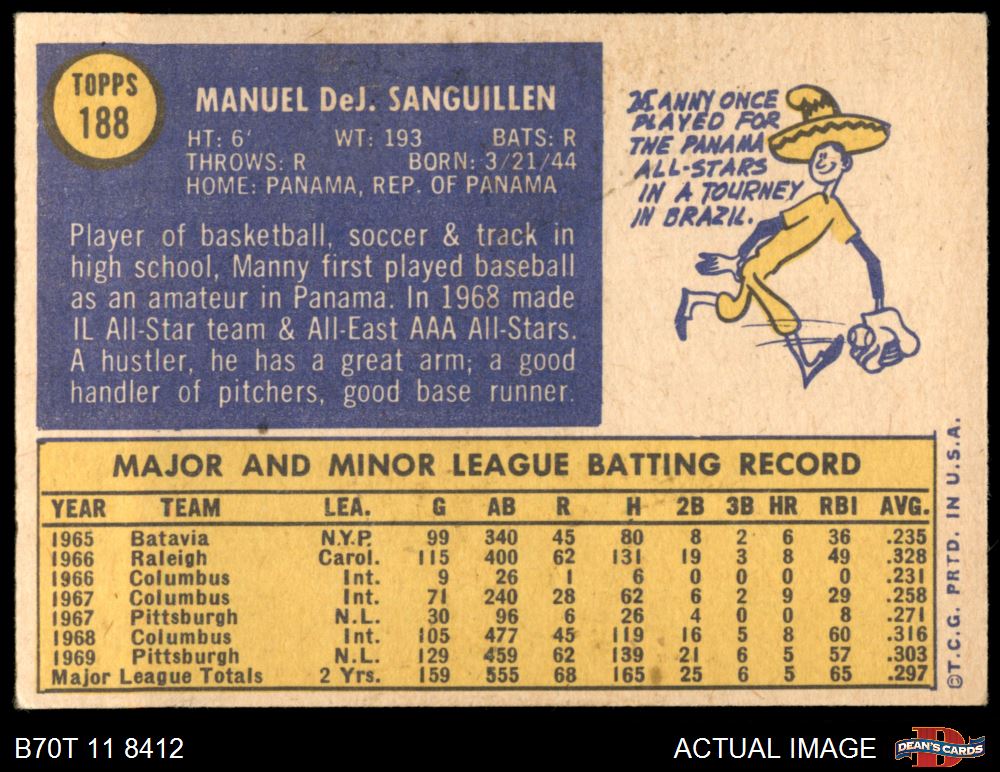 TOPPS
188
MANUEL DeJ. SANGUILLEN
HT: 6' WT: 193 BATS: R
THROWS: R BORN: 3/21/44
HOME: PANAMA, REP. OF PANAMA
Player of basketball, soccer & track in
high school, Manny first played baseball
as an amateur in Panama. In 1968 made
IL All-Star team & All-East AAA All-Stars.
A hustler, he has a great arm; a good
handler of pitchers, good base runner.
MANNY ONCE
PLAYED FOR
THE PANAMA
ALL-STARS
IN A TOURNEY
IN BRAZIL.
MAJOR AND MINOR LEAGUE BATTING RECORD
YEAR TEAM LEA. G AB R H 2B 3B HR RBI AVG.
1965 Batavia N.Y.P. 99 340 45 80 8 2 6 36 .235
1966 Raleigh Carol. 115 400 62 131 19 3 8 49 .328
1966 Columbus Int. 9 26 1 6 0 0 0 0 .231
1967 Columbus Int. 71 240 28 62 6 2 9 29 .258
1967 Pittsburgh N.L. 30 96 6 26 4 0 0 8 .271
1968 Columbus Int. 105 477 45 119 16 5 8 60 .316
1969 Pittsburgh N.L. 129 459 62 139 21 6 5 57 .303
Major League Totals 2 Yrs. 159 555 68 165 25 6 5 65 .297
©T.C.G. PRTD. IN U.S.A.
B70T 11 8412
ACTUAL IMAGE
D
DEAN'S CARDS